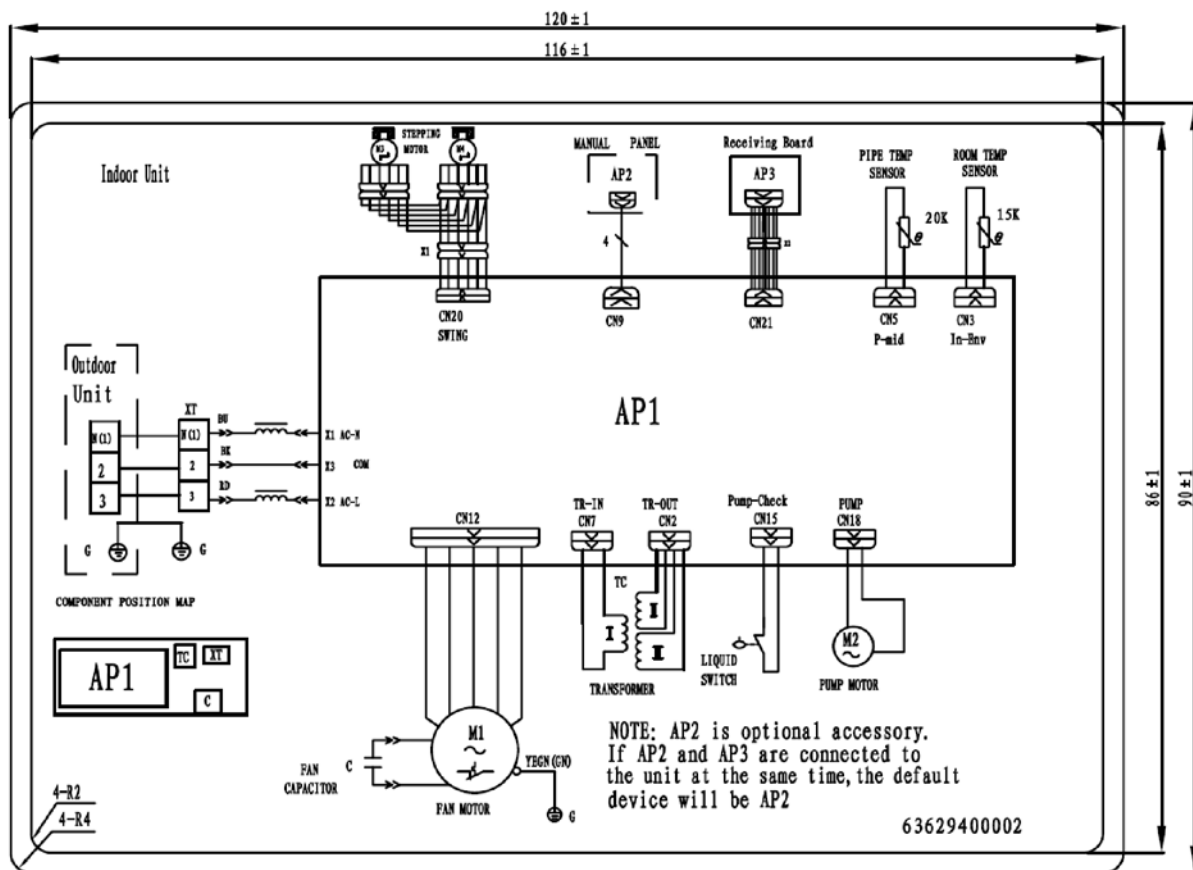 120±1
116±1
Indoor Unit
M3
STEPPING
MOTOR
M4
X1
CN20
SWING
MANUAL PANEL
AP2
4
CN9
Receiving Board
AP3
CN21
PIPE TEMP
SENSOR
20K
θ
CN5
P-mid
ROOM TEMP
SENSOR
15K
θ
CN3
In-Env
Outdoor
Unit
XT
N(1)
2
3
N(1)
2
3
BU
BK
RD
X1 AC-N
X3 COM
X2 AC-L
G
G
AP1
86±1
90±1
CN12
TR-IN
CN7
TR-OUT
CN2
Pump-Check
CN15
PUMP
CN18
TC
I
II
II
TRANSFORMER
LIQUID
SWITCH
M2
PUMP MOTOR
COMPONENT POSITION MAP
AP1
TC
XT
C
FAN
CAPACITOR
C
M1
FAN MOTOR
YEGN(GN)
G
NOTE: AP2 is optional accessory.
If AP2 and AP3 are connected to
the unit at the same time, the default
device will be AP2
63629400002
4-R2
4-R4